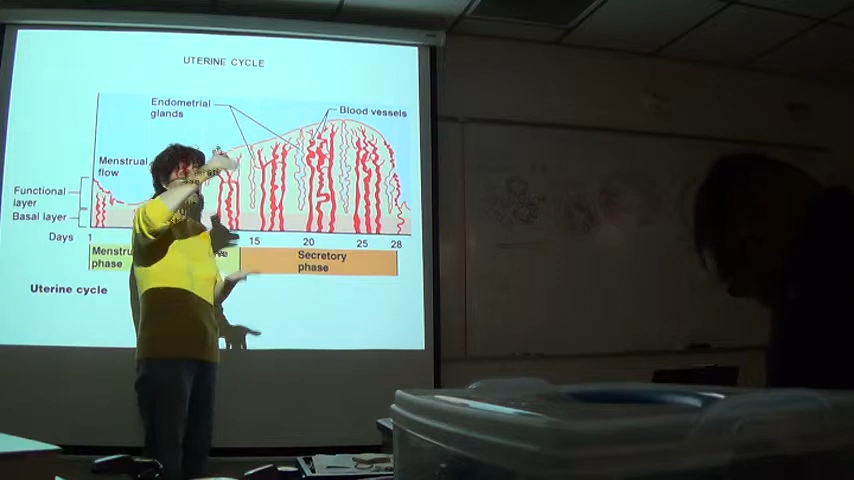 UTERINE CYCLE
Endometrial
glands
Blood vessels
Menstrual
flow
Functional
layer
Basal layer
Days 1 15 20 25 28
phase
Secretory
phase
Uterine cycle